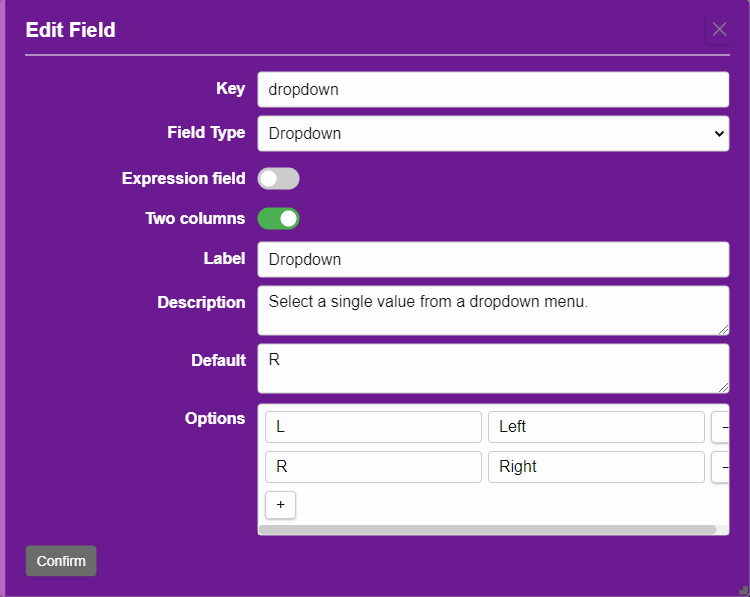 Edit Field
Key dropdown
Field Type Dropdown
Expression field
Two columns
Label Dropdown
Description Select a single value from a dropdown menu.
Default R
Options L Left −
R Right −
+
Confirm